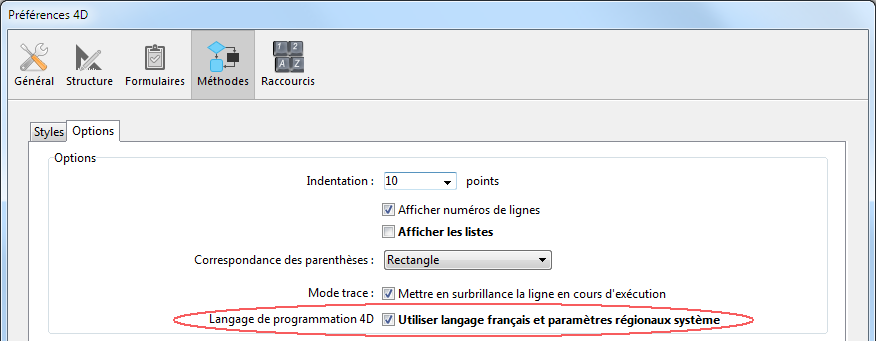 Préférences 4D
Général Structure Formulaires Méthodes Raccourcis
1 2
A Z
Styles Options
Options
Indentation : 10 points
Afficher numéros de lignes
Afficher les listes
Correspondance des parenthèses : Rectangle
Mode trace : Mettre en surbrillance la ligne en cours d'exécution
Langage de programmation 4D Utiliser langage français et paramètres régionaux système